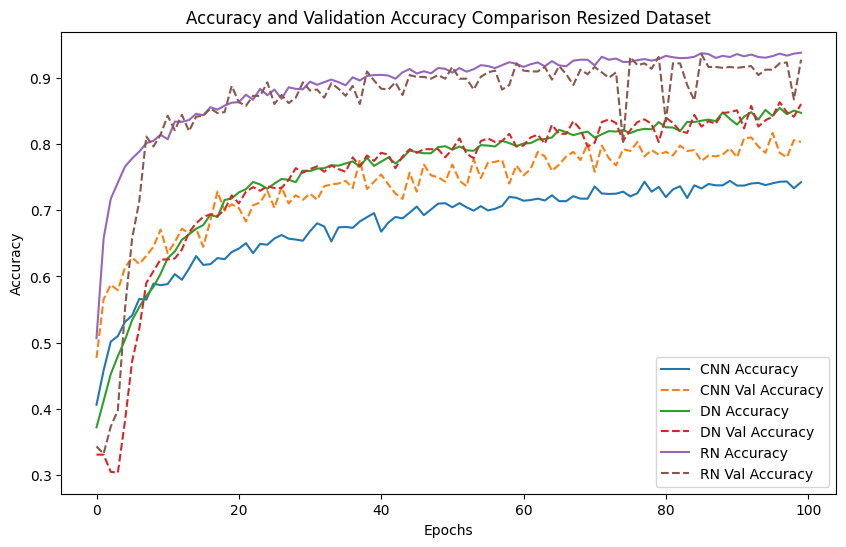 Accuracy and Validation Accuracy Comparison Resized Dataset
Accuracy
0.9
0.8
0.7
0.6
0.5
0.4
0.3
0
20
40
60
80
100
Epochs
CNN Accuracy
CNN Val Accuracy
DN Accuracy
DN Val Accuracy
RN Accuracy
RN Val Accuracy